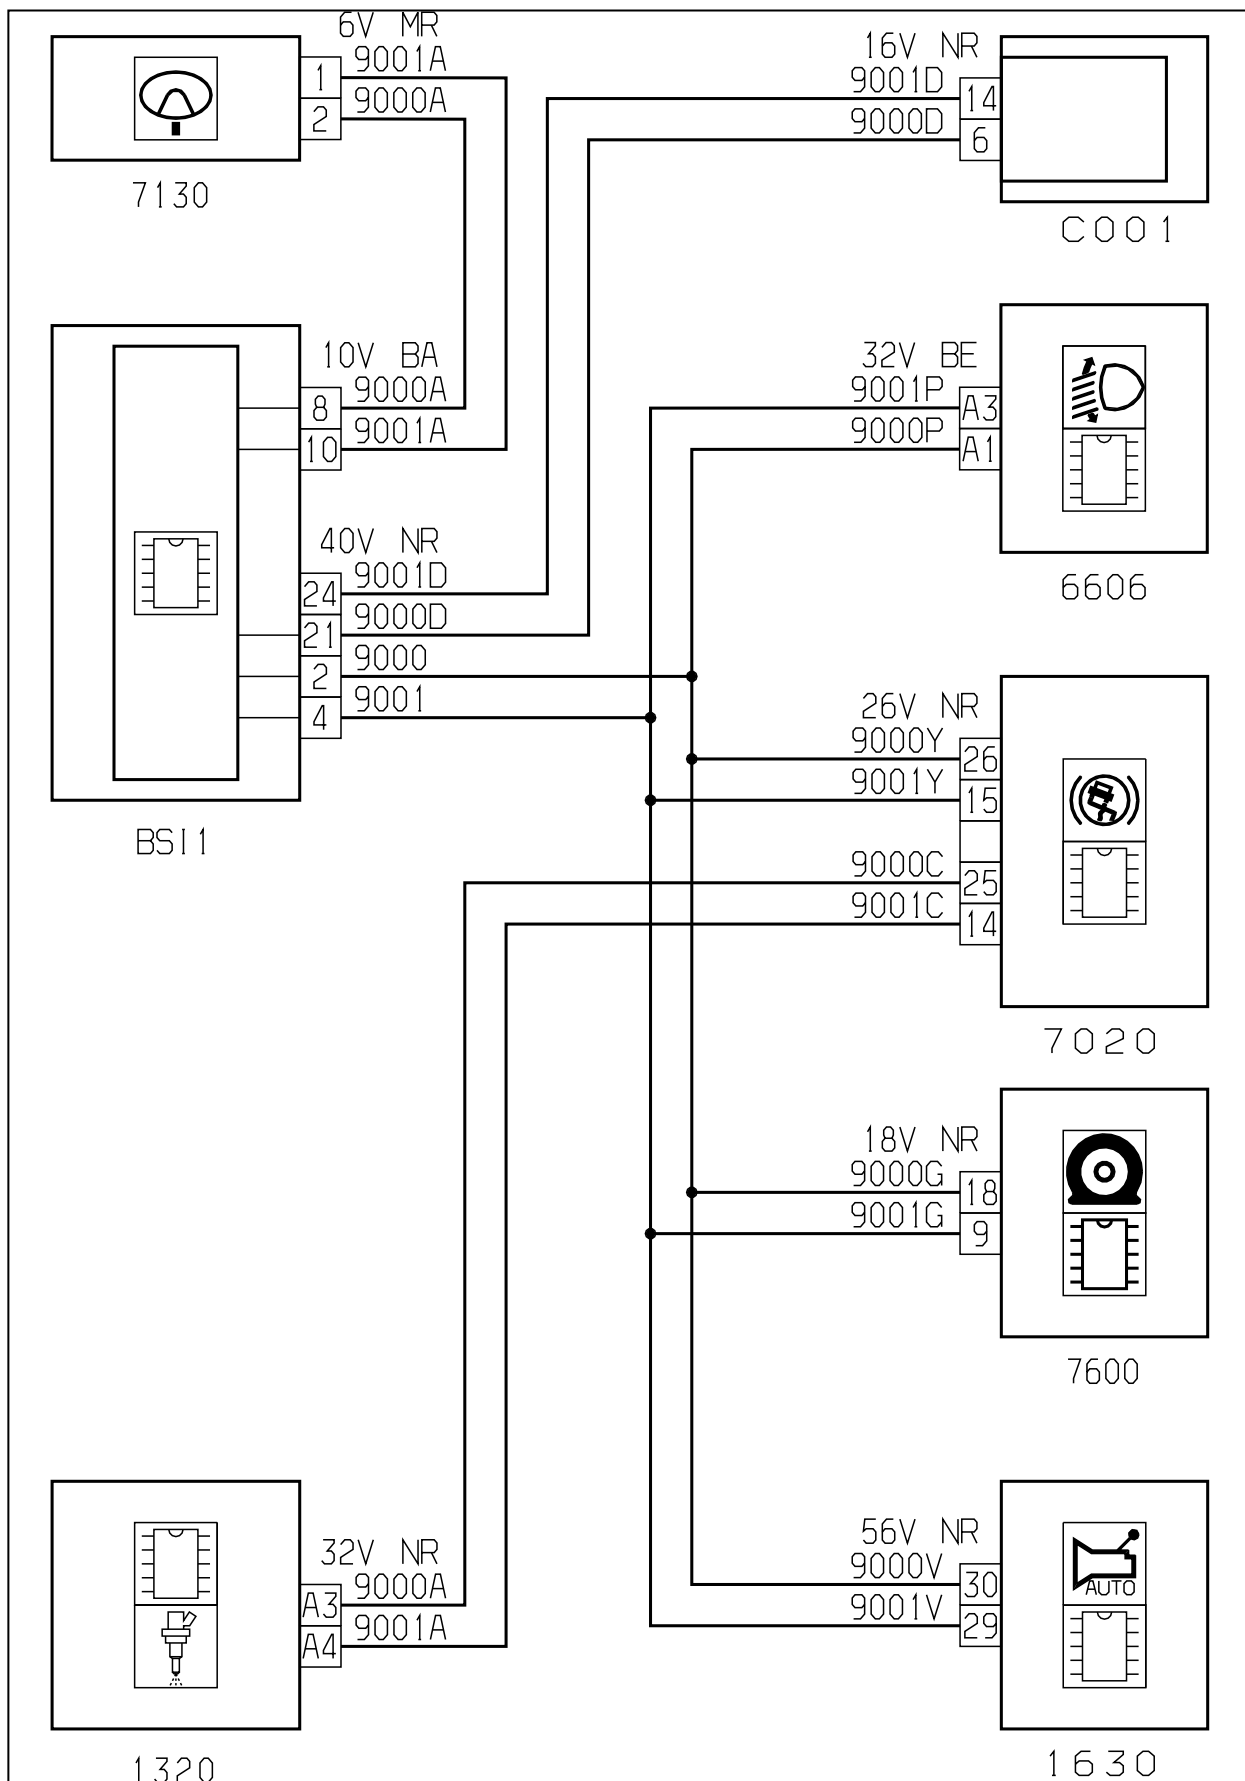 6V MR
9001A
1
9000A
2
7130
16V NR
9001D
14
9000D
6
C001
10V BA
9000A
8
9001A
10
40V NR
9001D
24
9000D
21
9000
2
9001
4
BSI1
32V BE
9001P
A3
9000P
A1
6606
26V NR
9000Y
26
9001Y
15
9000C
25
9001C
14
7020
18V NR
9000G
18
9001G
9
7600
32V NR
9000A
A3
9001A
A4
1320
56V NR
9000V
30
9001V
29
AUTO
1630